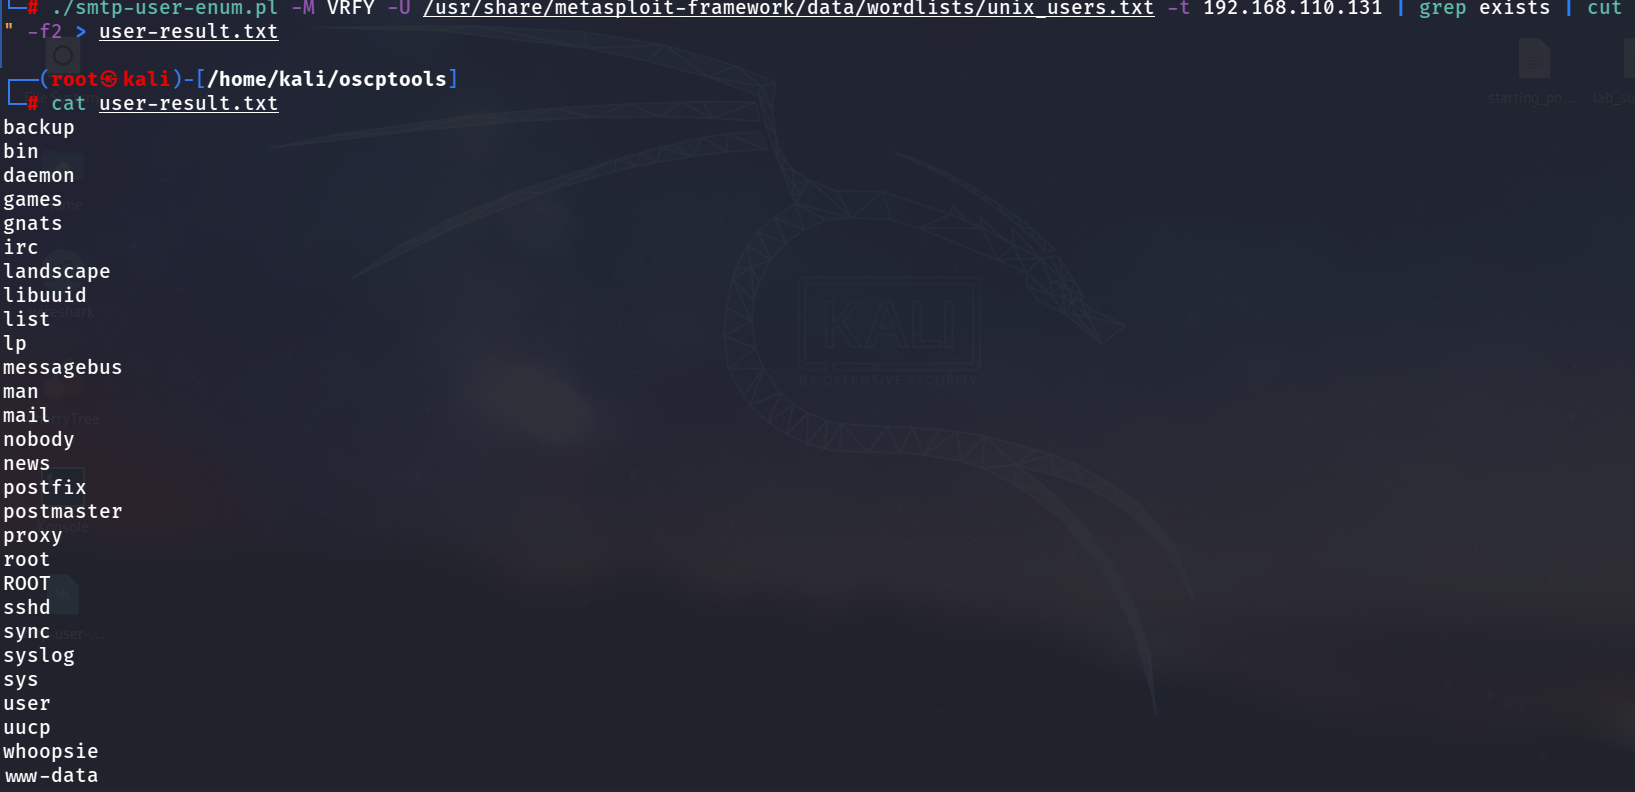 └─# ./smtp-user-enum.pl -M VRFY -U /usr/share/metasploit-framework/data/wordlists/unix_users.txt -t 192.168.110.131 | grep exists | cut
" -f2 > user-result.txt
┌──(root㉿kali)-[/home/kali/oscptools]
└─# cat user-result.txt
backup
bin
daemon
games
gnats
irc
landscape
libuuid
list
lp
messagebus
man
mail
nobody
news
postfix
postmaster
proxy
root
ROOT
sshd
sync
syslog
sys
user
uucp
whoopsie
www-data
starting_po...
KALI
BY OFFENSIVE SECURITY